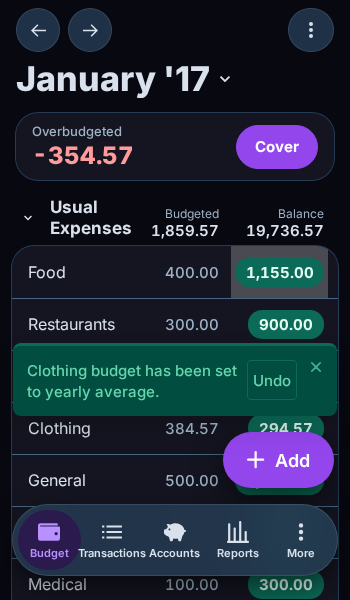 January '17
Overbudgeted
-354.57
Cover
Usual Expenses
Budgeted
1,859.57
Balance
19,736.57
Food 400.00 1,155.00
Restaurants 300.00 900.00
Clothing budget has been set
to yearly average.
Undo
Clothing 384.57 294.57
General 500.00
Add
Medical 100.00 300.00
Budget
Transactions
Accounts
Reports
More